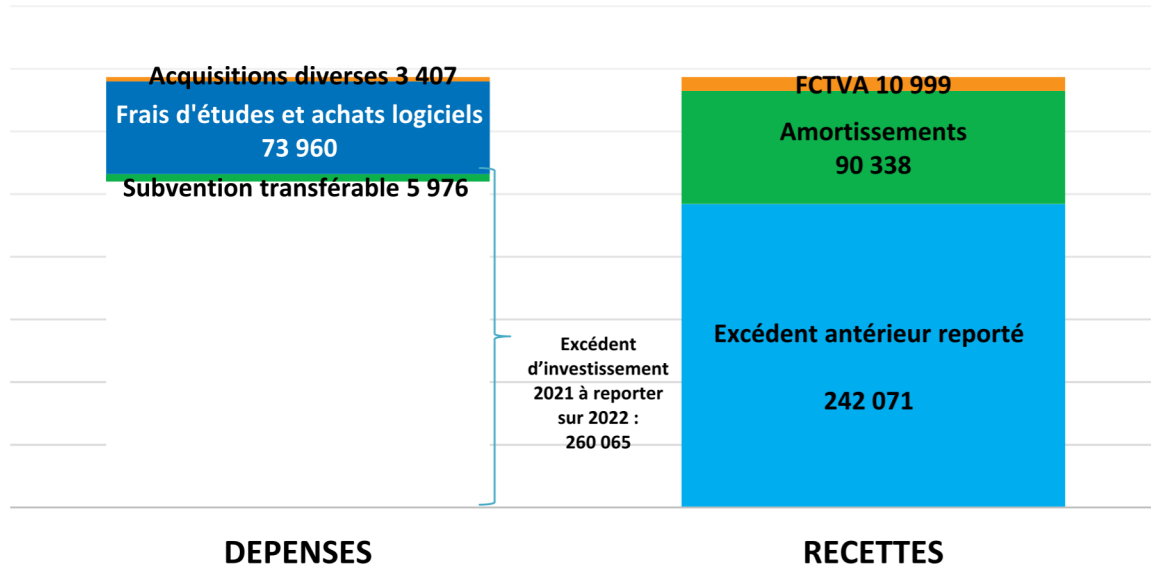 Acquisitions diverses 3 407
Frais d'études et achats logiciels
73 960
Subvention transférable 5 976
Excédent
d’investissement
2021 à reporter
sur 2022 :
260 065
FCTVA 10 999
Amortissements
90 338
Excédent antérieur reporté
242 071
DEPENSES
RECETTES